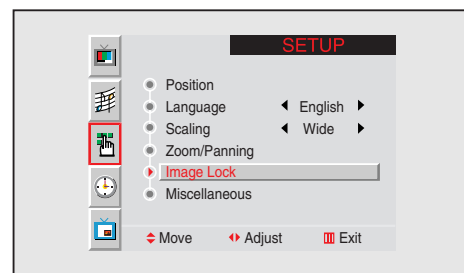 SETUP
Position
Language English
Scaling Wide
Zoom/Panning
Image Lock
Miscellaneous
Move Adjust Exit